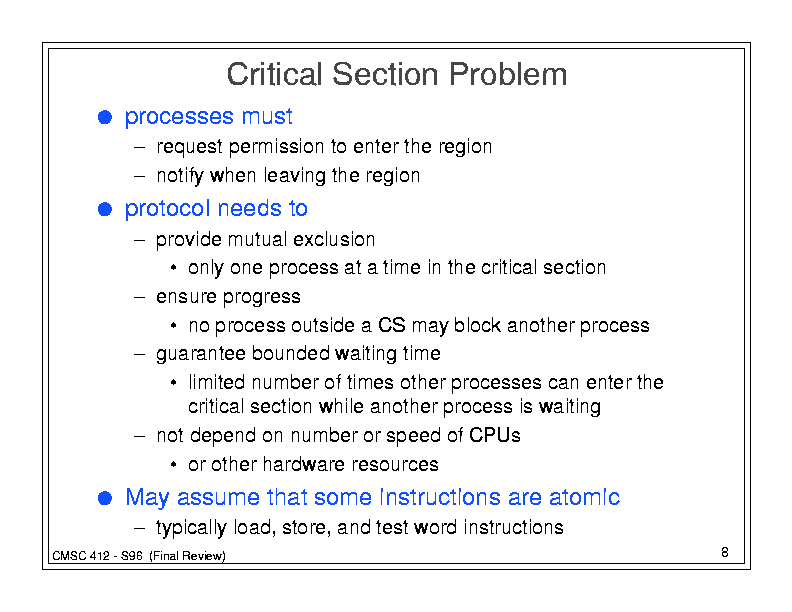 Critical Section Problem
● processes must
– request permission to enter the region
– notify when leaving the region
● protocol needs to
– provide mutual exclusion
• only one process at a time in the critical section
– ensure progress
• no process outside a CS may block another process
– guarantee bounded waiting time
• limited number of times other processes can enter the
critical section while another process is waiting
– not depend on number or speed of CPUs
• or other hardware resources
● May assume that some instructions are atomic
– typically load, store, and test word instructions
CMSC 412 - S96 (Final Review)
8